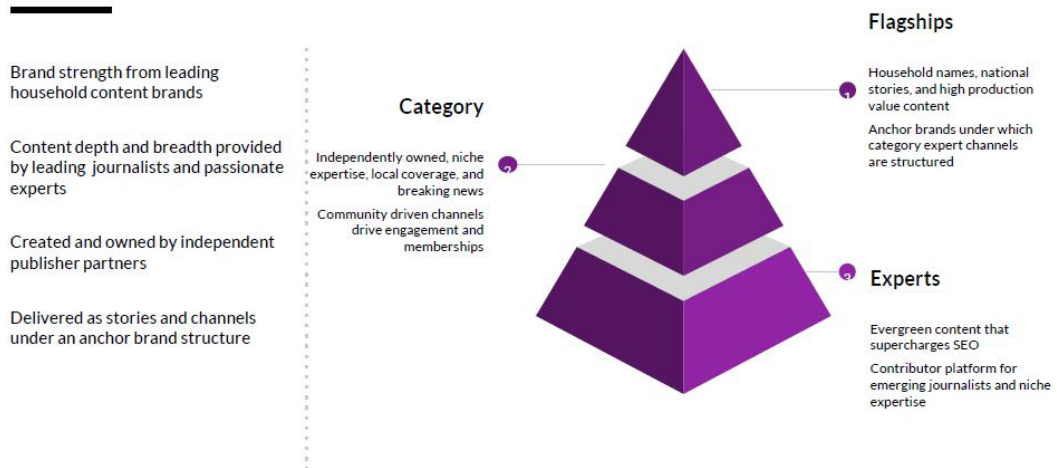 Brand strength from leading
household content brands
Content depth and breadth provided
by leading journalists and passionate
experts
Created and owned by independent
publisher partners
Delivered as stories and channels
under an anchor brand structure
Category
2
Independently owned, niche
expertise, local coverage, and
breaking news
Community driven channels
drive engagement and
memberships
Flagships
1
Household names, national
stories, and high production
value content
Anchor brands under which
category expert channels
are structured
3
Experts
Evergreen content that
supercharges SEO
Contributor platform for
emerging journalists and niche
expertise